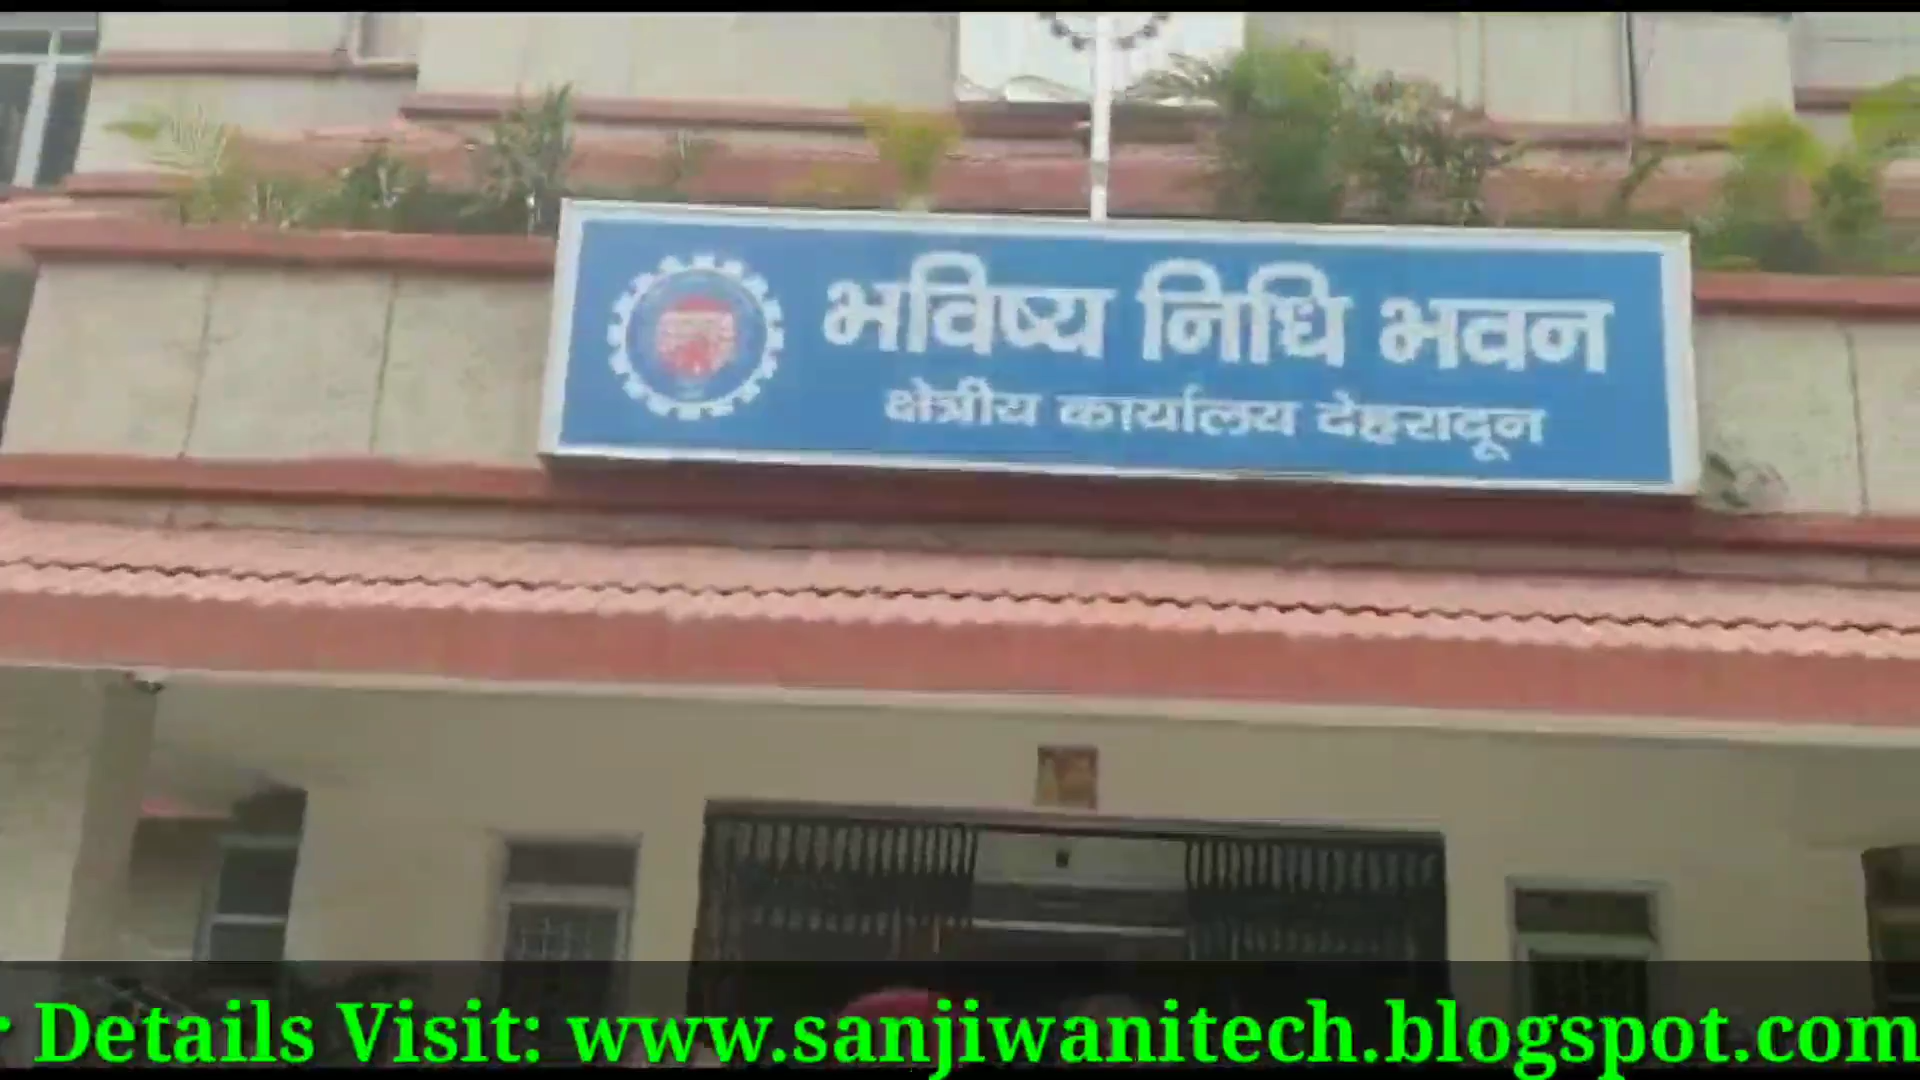 भविष्य निधि भवन
क्षेत्रीय कार्यालय देहरादून
Details Visit: www.sanjiwanitech.blogspot.com